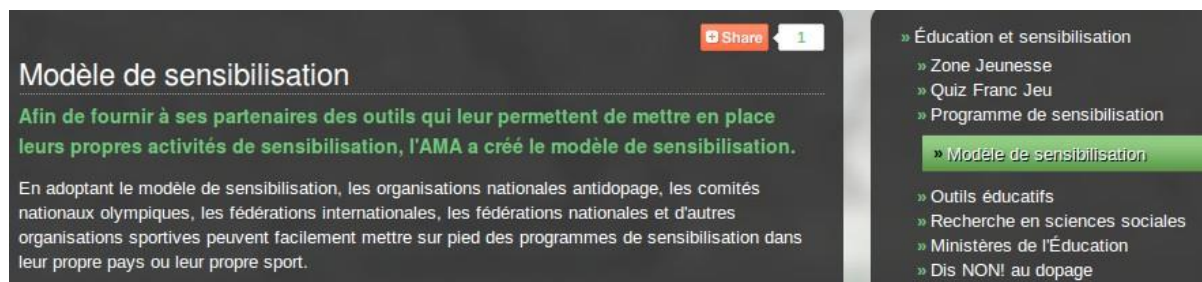 Share 1
Modèle de sensibilisation
Afin de fournir à ses partenaires des outils qui leur permettent de mettre en place
leurs propres activités de sensibilisation, l'AMA a créé le modèle de sensibilisation.
En adoptant le modèle de sensibilisation, les organisations nationales antidopage, les comités
nationaux olympiques, les fédérations internationales, les fédérations nationales et d'autres
organisations sportives peuvent facilement mettre sur pied des programmes de sensibilisation dans
leur propre pays ou leur propre sport.
» Éducation et sensibilisation
» Zone Jeunesse
» Quiz Franc Jeu
» Programme de sensibilisation
» Modèle de sensibilisation
» Outils éducatifs
» Recherche en sciences sociales
» Ministères de l'Éducation
» Dis NON! au dopage